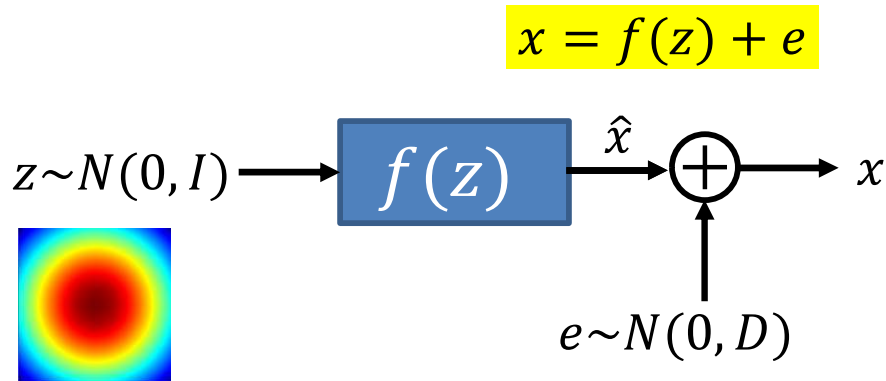 x = f(z) + e
z~N(0, I)
f(z)
x̂
+
x
e~N(0, D)